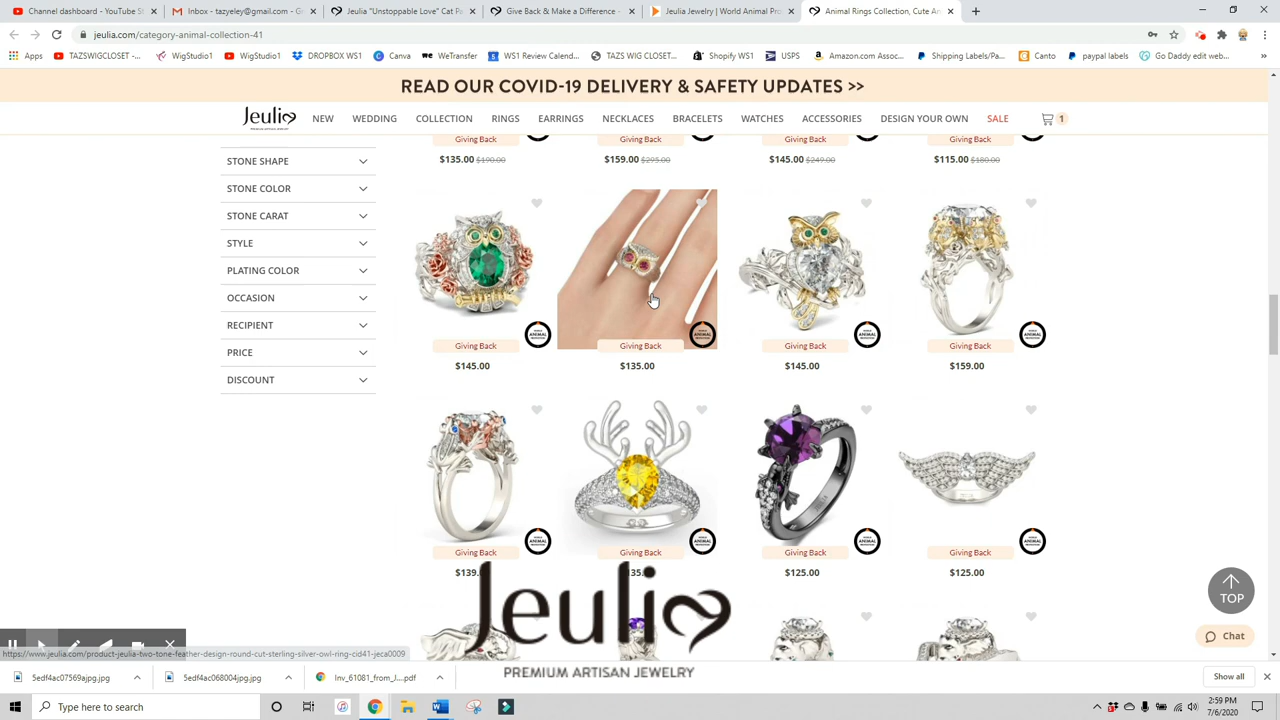 Channel dashboard - YouTube St
Inbox - tazyeley@gmail.com - G
Jeulia "Unstoppable Love" Cat P
Give Back & Make a Difference -
Jeulia Jewelry | World Animal Pr
Animal Rings Collection, Cute An
jeulia.com/category-animal-collection-41
Apps
TAZSWIGCLOSET -...
WigStudio1
WigStudio1
DROPBOX WS1
Canva
WeTransfer
WS1 Review Calend...
TAZS WIG CLOSET...
Shopify WS1
USPS
Amazon.com Assoc...
Shipping Labels/Pa...
Canto
paypal labels
Go Daddy edit web...
READ OUR COVID-19 DELIVERY & SAFETY UPDATES >>
Jeulia
PREMIUM ARTISAN JEWELRY
NEW WEDDING COLLECTION RINGS EARRINGS NECKLACES BRACELETS WATCHES ACCESSORIES DESIGN YOUR OWN SALE
1
Giving Back Giving Back Giving Back Giving Back
$135.00 $190.00 $159.00 $295.00 $145.00 $249.00 $115.00 $180.00
STONE SHAPE
STONE COLOR
STONE CARAT
STYLE
PLATING COLOR
OCCASION
RECIPIENT
PRICE
DISCOUNT
Giving Back Giving Back Giving Back Giving Back
$145.00 $135.00 $145.00 $159.00
Giving Back Giving Back Giving Back Giving Back
$139. 135. $125.00 $125.00
Jeulia
PREMIUM ARTISAN JEWELRY
TOP
Chat
https://www.jeulia.com/product-jeulia-two-tone-feather-design-round-cut-sterling-silver-owl-ring-cid41-jeca0009
5edf4ac07569ajpg.jpg
5edf4ac068004jpg.jpg
Inv_61081_from_J....pdf
Show all
Type here to search
2:59 PM
7/6/2020